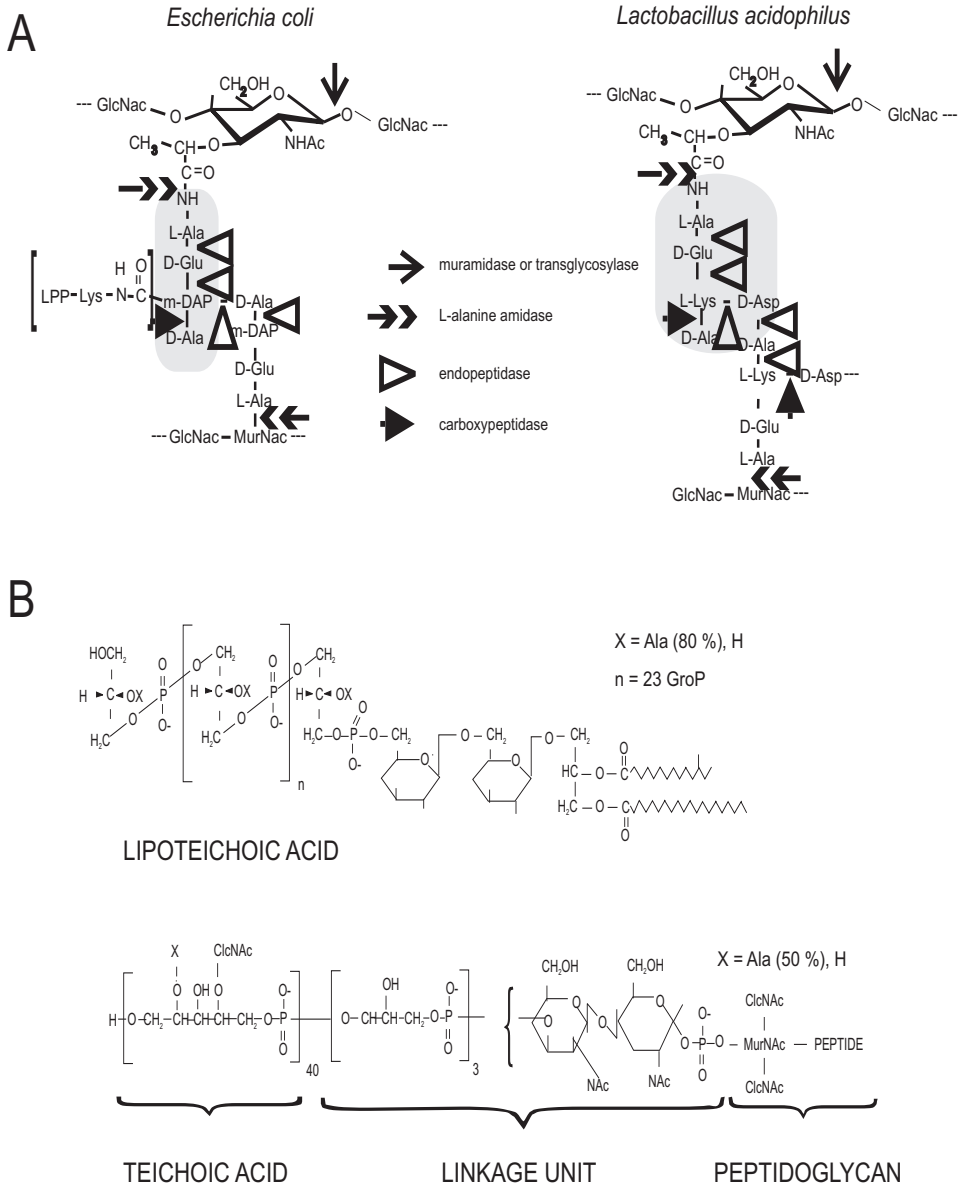 A
Escherichia coli
Lactobacillus acidophilus
CH2OH
O
--- GlcNac
O
O
GlcNac ---
NHAc
CH3
CH
O
C=O
NH
L-Ala
D-Glu
H
O
LPP
Lys
N
C
m-DAP
D-Ala
D-Ala
m-DAP
D-Glu
L-Ala
--- GlcNac
MurNac ---
muramidase or transglycosylase
L-alanine amidase
endopeptidase
carboxypeptidase
CH2OH
O
--- GlcNac
O
O
GlcNac ---
NHAc
CH3
CH
O
C=O
NH
L-Ala
D-Glu
L-Lys
D-Asp
D-Ala
D-Ala
L-Lys
D-Asp---
D-Glu
L-Ala
GlcNac
MurNac ---
B
X = Ala (80 %), H
n = 23 GroP
HOCH2
H
C
OX
H2C
O
O
P
O-
O
CH2
H
C
OX
H2C
O
O
P
O-
n
O
CH2
H
C
OX
H2C
O
P
O
O-
O
CH2
O
O
CH2
O
O
CH2
HC
O
C
O
H2C
O
C
O
LIPOTEICHOIC ACID
X = Ala (50 %), H
X
ClcNAc
O
OH
O
O-
H
O
CH2
CH
CH
CH
CH2
O
P
O
40
OH
O-
O
CH
CH
CH2
O
P
O
3
CH2OH
O
O
O
NAc
CH2OH
O
NAc
O
O-
P
O
O
ClcNAc
MurNAc
PEPTIDE
ClcNAc
TEICHOIC ACID
LINKAGE UNIT
PEPTIDOGLYCAN